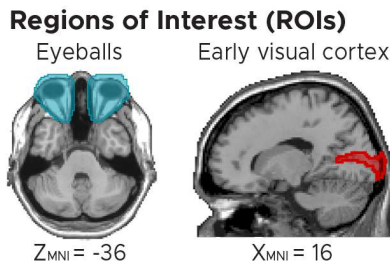 Regions of Interest (ROIs)
Eyeballs
Early visual cortex
ZMNI = -36
XMNI = 16